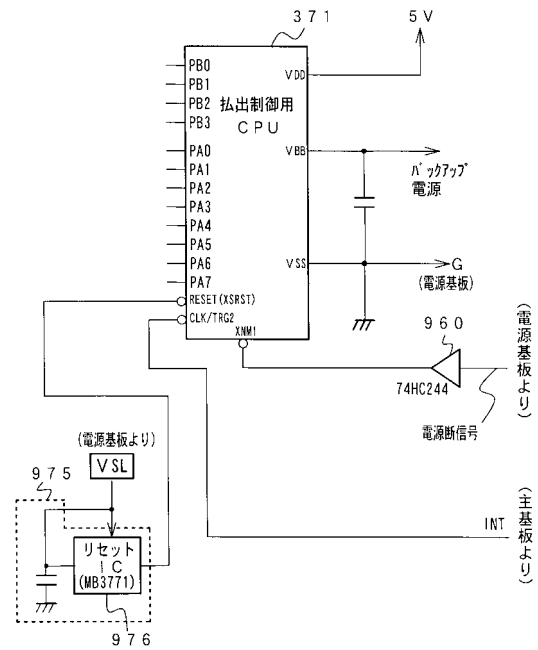 371
5V
PB0
PB1
PB2
PB3
PA0
PA1
PA2
PA3
PA4
PA5
PA6
PA7
RESET(XSRST)
CLK/TRG2
払出制御用
CPU
VDD
VBB
VSS
XNM1
バックアップ
電源
G
(電源基板)
960
74HC244
電源断信号
(電源基板より)
INT
(主基板より)
(電源基板より)
VSL
975
リセット
IC
(MB3771)
976